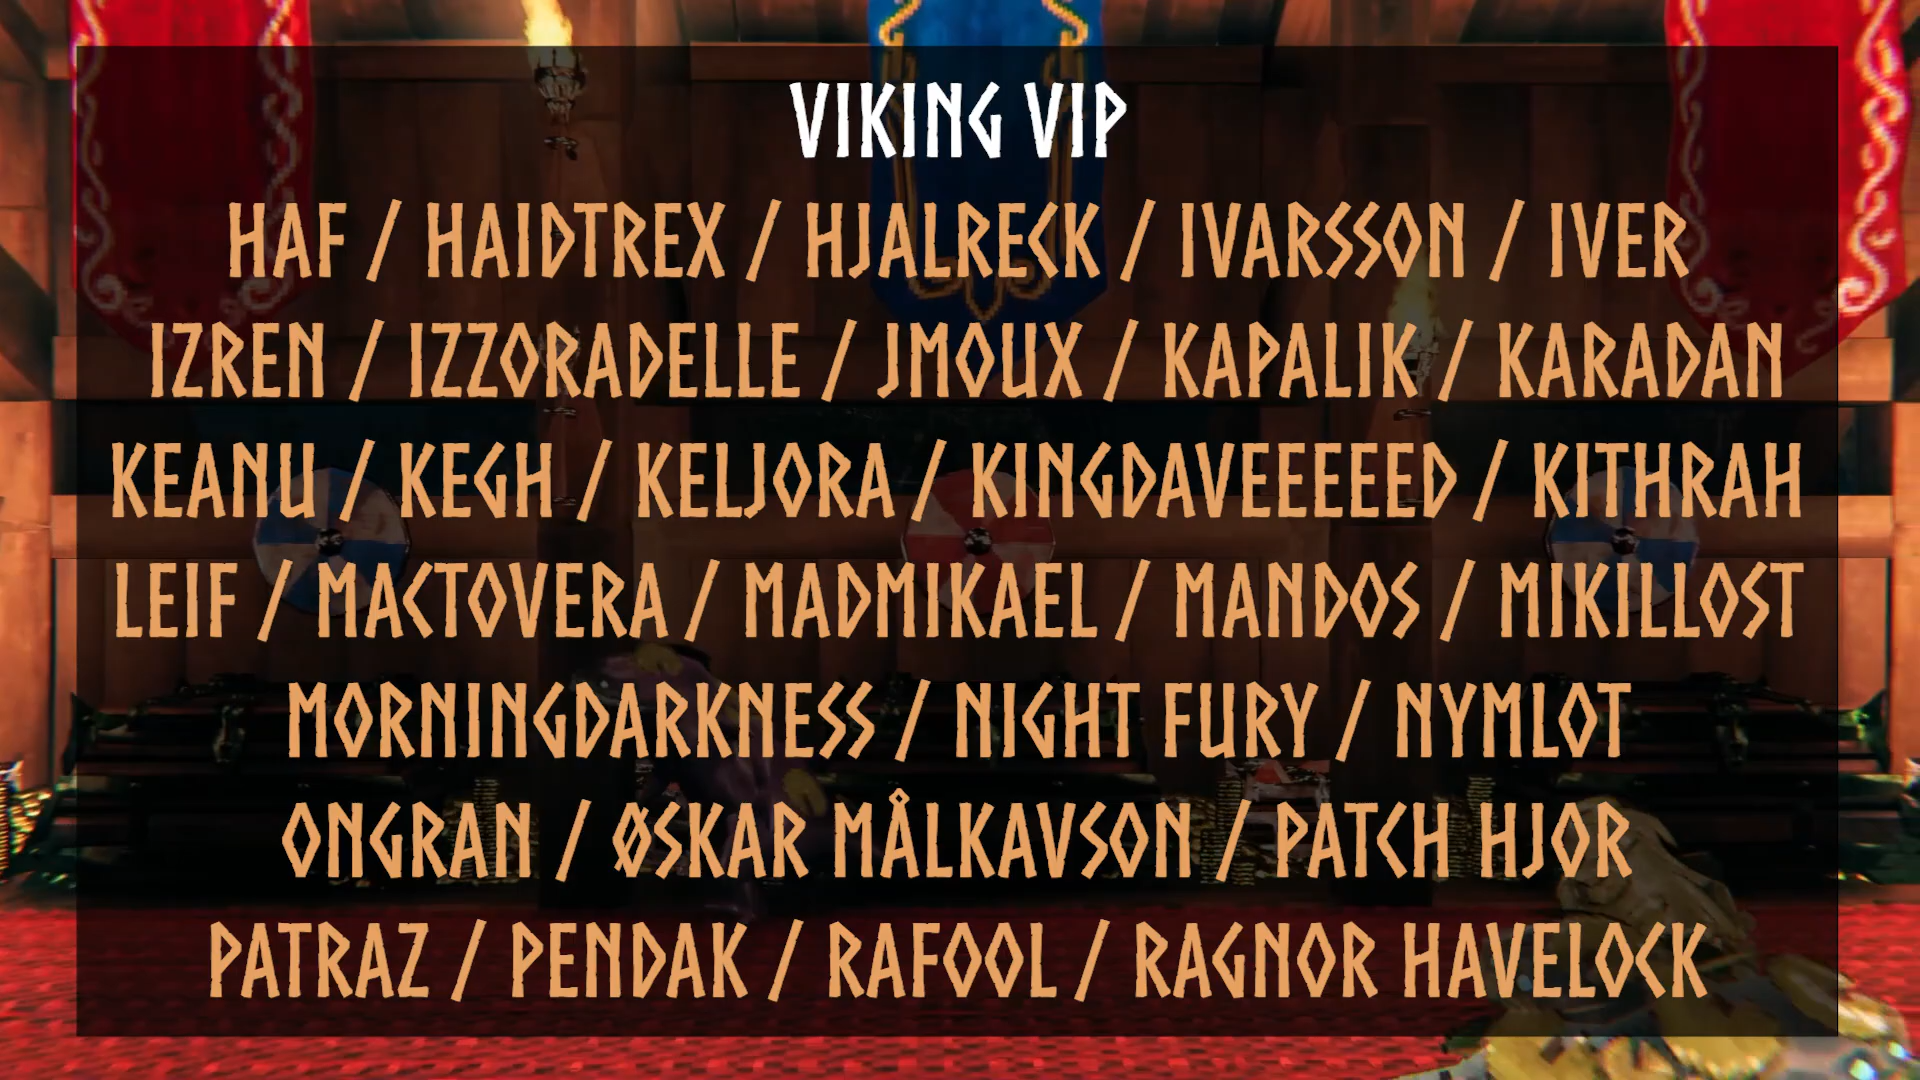 VIKING VIP
HAF / HAIDTREX / HJALRECK / IVARSSON / IVER
IZREN / IZZORADELLE / JMOUX / KAPALIK / KARADAN
KEANU / KEGH / KELJORA / KINGDAVEEEEED / KITHRAH
LEIF / MACTOVERA / MADMIKAEL / MANDOS / MIKILLOST
MORNINGDARKNESS / NIGHT FURY / NYMLOT
ONGRAN / ØSKAR MÅLKAVSON / PATCH HJOR
PATRAZ / PENDAK / RAFOOL / RAGNOR HAVELOCK